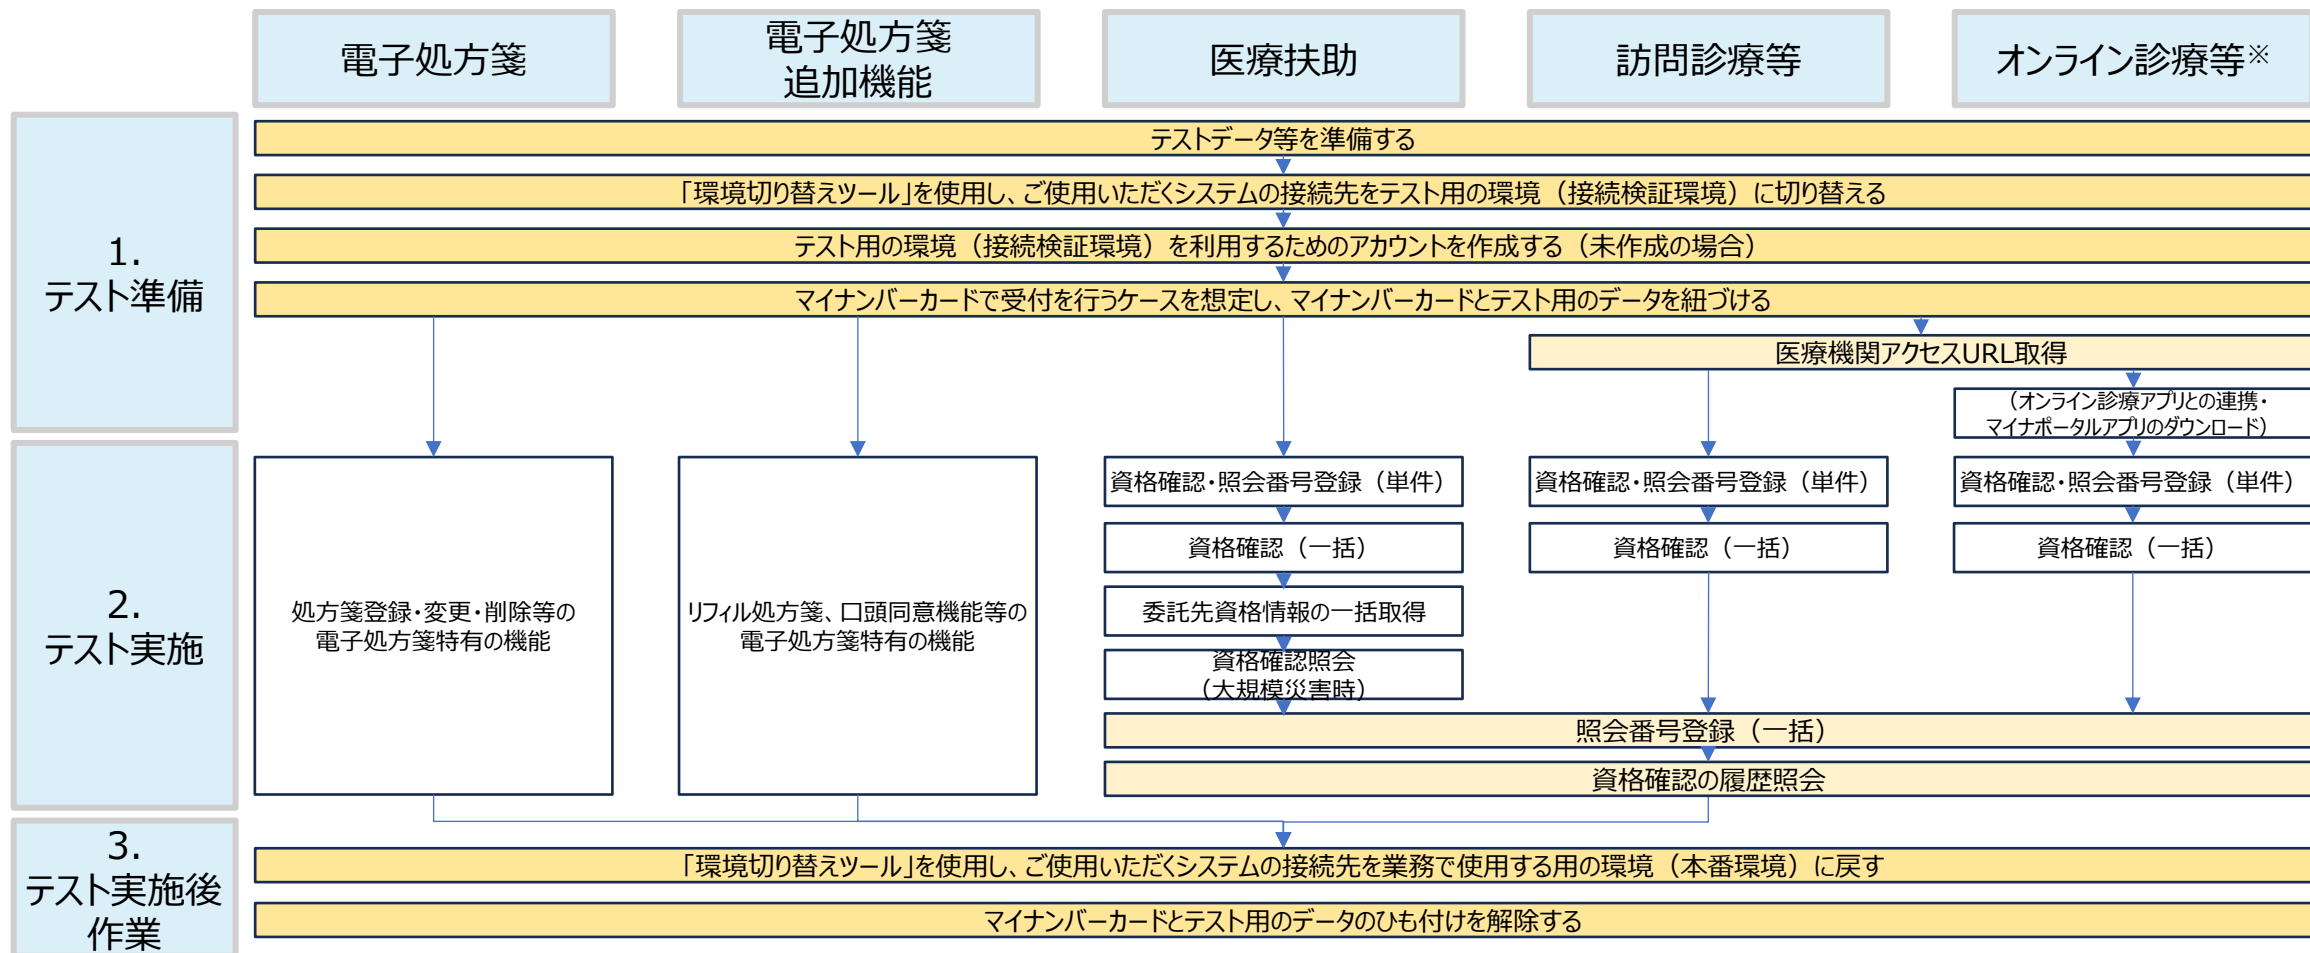 電子処方箋
電子処方箋
追加機能
医療扶助
訪問診療等
オンライン診療等※
1.
テスト準備
テストデータ等を準備する
「環境切り替えツール」を使用し、ご使用いただくシステムの接続先をテスト用の環境（接続検証環境）に切り替える
テスト用の環境（接続検証環境）を利用するためのアカウントを作成する（未作成の場合）
マイナンバーカードで受付を行うケースを想定し、マイナンバーカードとテスト用のデータを紐づける
医療機関アクセスURL取得
（オンライン診療アプリとの連携・
マイナポータルアプリのダウンロード）
2.
テスト実施
処方箋登録・変更・削除等の
電子処方箋特有の機能
リフィル処方箋、口頭同意機能等の
電子処方箋特有の機能
資格確認・照会番号登録（単件）
資格確認（一括）
委託先資格情報の一括取得
資格確認照会
（大規模災害時）
資格確認・照会番号登録（単件）
資格確認（一括）
資格確認・照会番号登録（単件）
資格確認（一括）
照会番号登録（一括）
資格確認の履歴照会
3.
テスト実施後
作業
「環境切り替えツール」を使用し、ご使用いただくシステムの接続先を業務で使用する用の環境（本番環境）に戻す
マイナンバーカードとテスト用のデータのひも付けを解除する